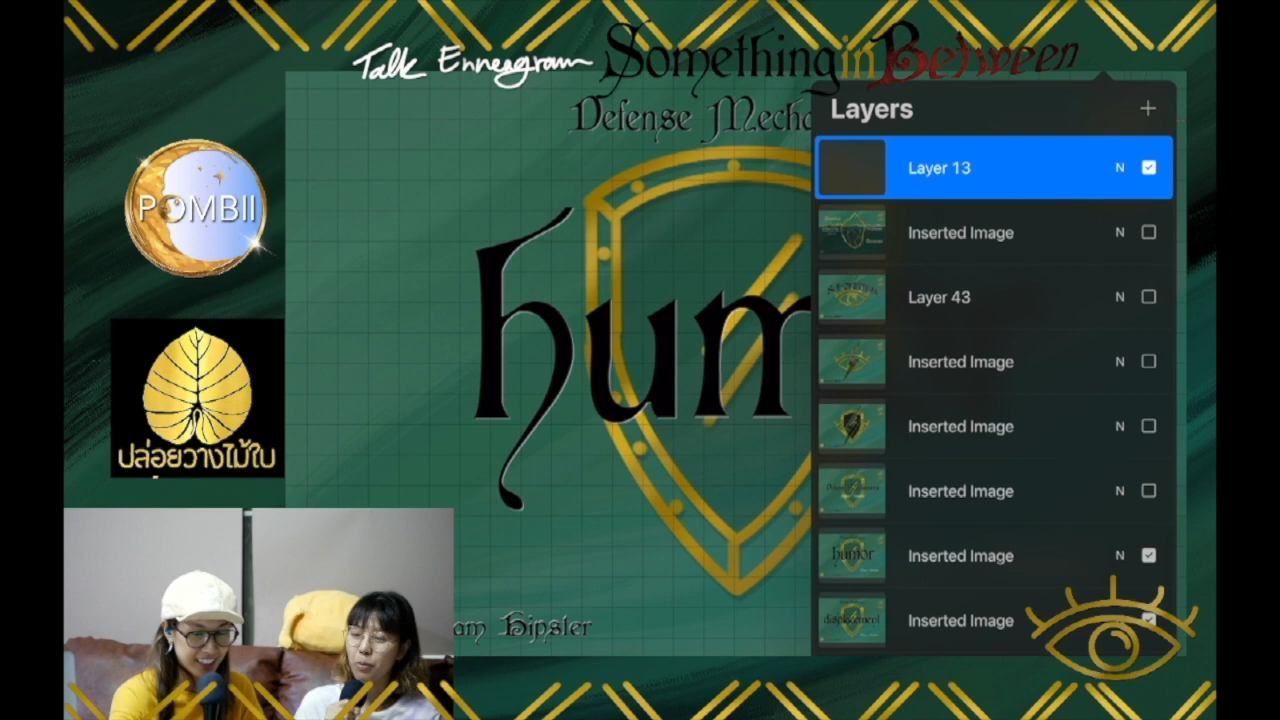 Talk Enneagram
Something in Between
Defense Mecha
Layers
Layer 13 N
Inserted Image N
Layer 43 N
Inserted Image N
Inserted Image N
Inserted Image N
humor Inserted Image N
displacement Inserted Image
hum
POMBII
ปล่อยวางไม้ใบ
am Hipster